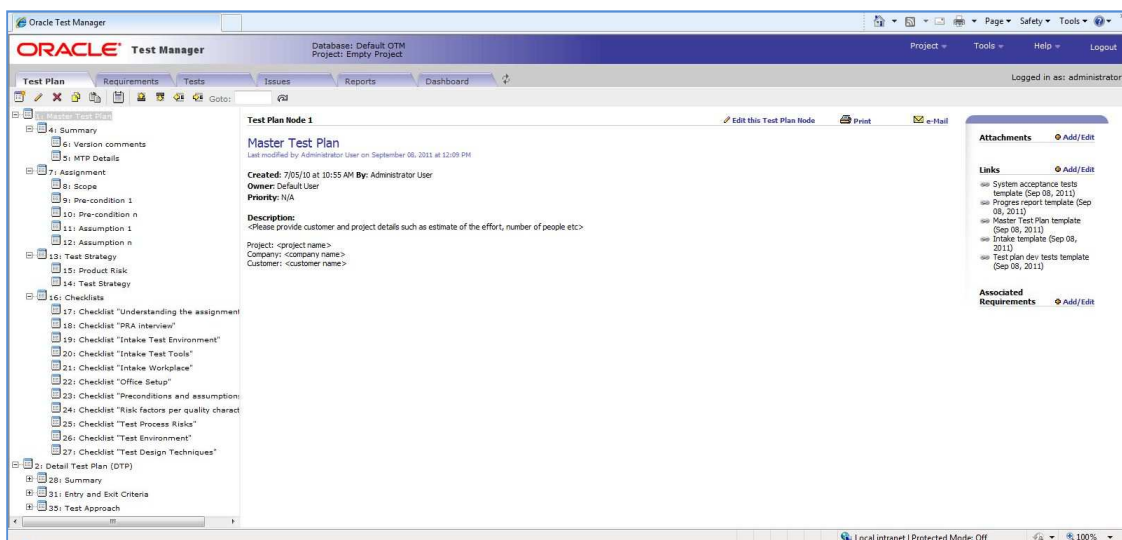 Oracle Test Manager
Page Safety Tools
ORACLE Test Manager
Database: Default OTM
Project: Empty Project
Project Tools Help Logout
Test Plan Requirements Tests Issues Reports Dashboard
Logged in as: administrator
Goto:
1: Master Test Plan
4: Summary
6: Version comments
5: MTP Details
7: Assignment
8: Scope
9: Pre-condition 1
10: Pre-condition n
11: Assumption 1
12: Assumption n
13: Test Strategy
15: Product Risk
14: Test Strategy
16: Checklists
17: Checklist "Understanding the assignment
18: Checklist "PRA interview"
19: Checklist "Intake Test Environment"
20: Checklist "Intake Test Tools"
21: Checklist "Intake Workplace"
22: Checklist "Office Setup"
23: Checklist "Preconditions and assumptions
24: Checklist "Risk factors per quality charact
25: Checklist "Test Process Risks"
26: Checklist "Test Environment"
27: Checklist "Test Design Techniques"
2: Detail Test Plan (DTP)
28: Summary
31: Entry and Exit Criteria
35: Test Approach
Test Plan Node 1
Edit this Test Plan Node Print e-Mail
Master Test Plan
Last modified by Administrator User on September 08, 2011 at 12:09 PM
Created: 7/05/10 at 10:55 AM By: Administrator User
Owner: Default User
Priority: N/A
Description:
<Please provide customer and project details such as estimate of the effort, number of people etc>
Project: <project name>
Company: <company name>
Customer: <customer name>
Attachments Add/Edit
Links Add/Edit
System acceptance tests
template (Sep 08, 2011)
Progres report template (Sep
08, 2011)
Master Test Plan template
(Sep 08, 2011)
Intake template (Sep 08,
2011)
Test plan dev tests template
(Sep 08, 2011)
Associated
Requirements Add/Edit
Local intranet | Protected Mode: Off
100%